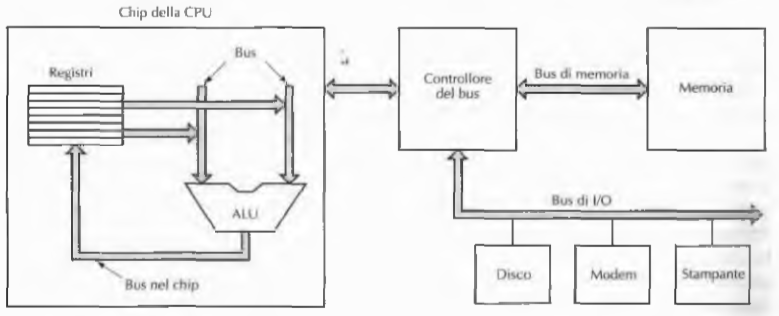 Chip della CPU
Bus
Registri
ALU
Bus nel chip
Controllore
del bus
Bus di memoria
Memoria
Bus di I/O
Disco
Modem
Stampante